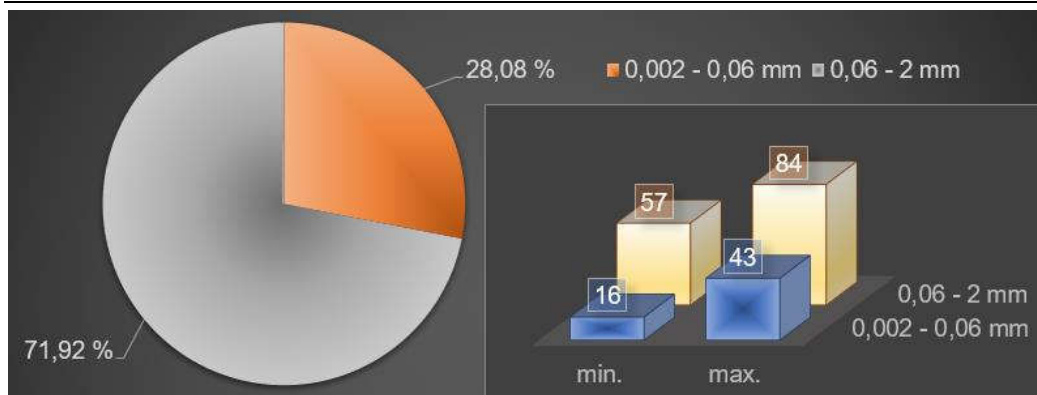 28,08 %
0,002 - 0,06 mm
0,06 - 2 mm
71,92 %
84
57
43
16
0,06 - 2 mm
0,002 - 0,06 mm
min.
max.